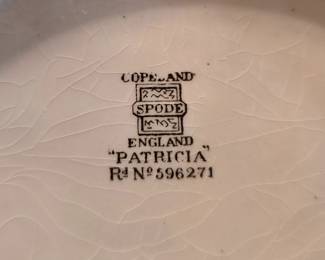 COPELAND
SPODE
ENGLAND
"PATRICIA"
Rd No 596271